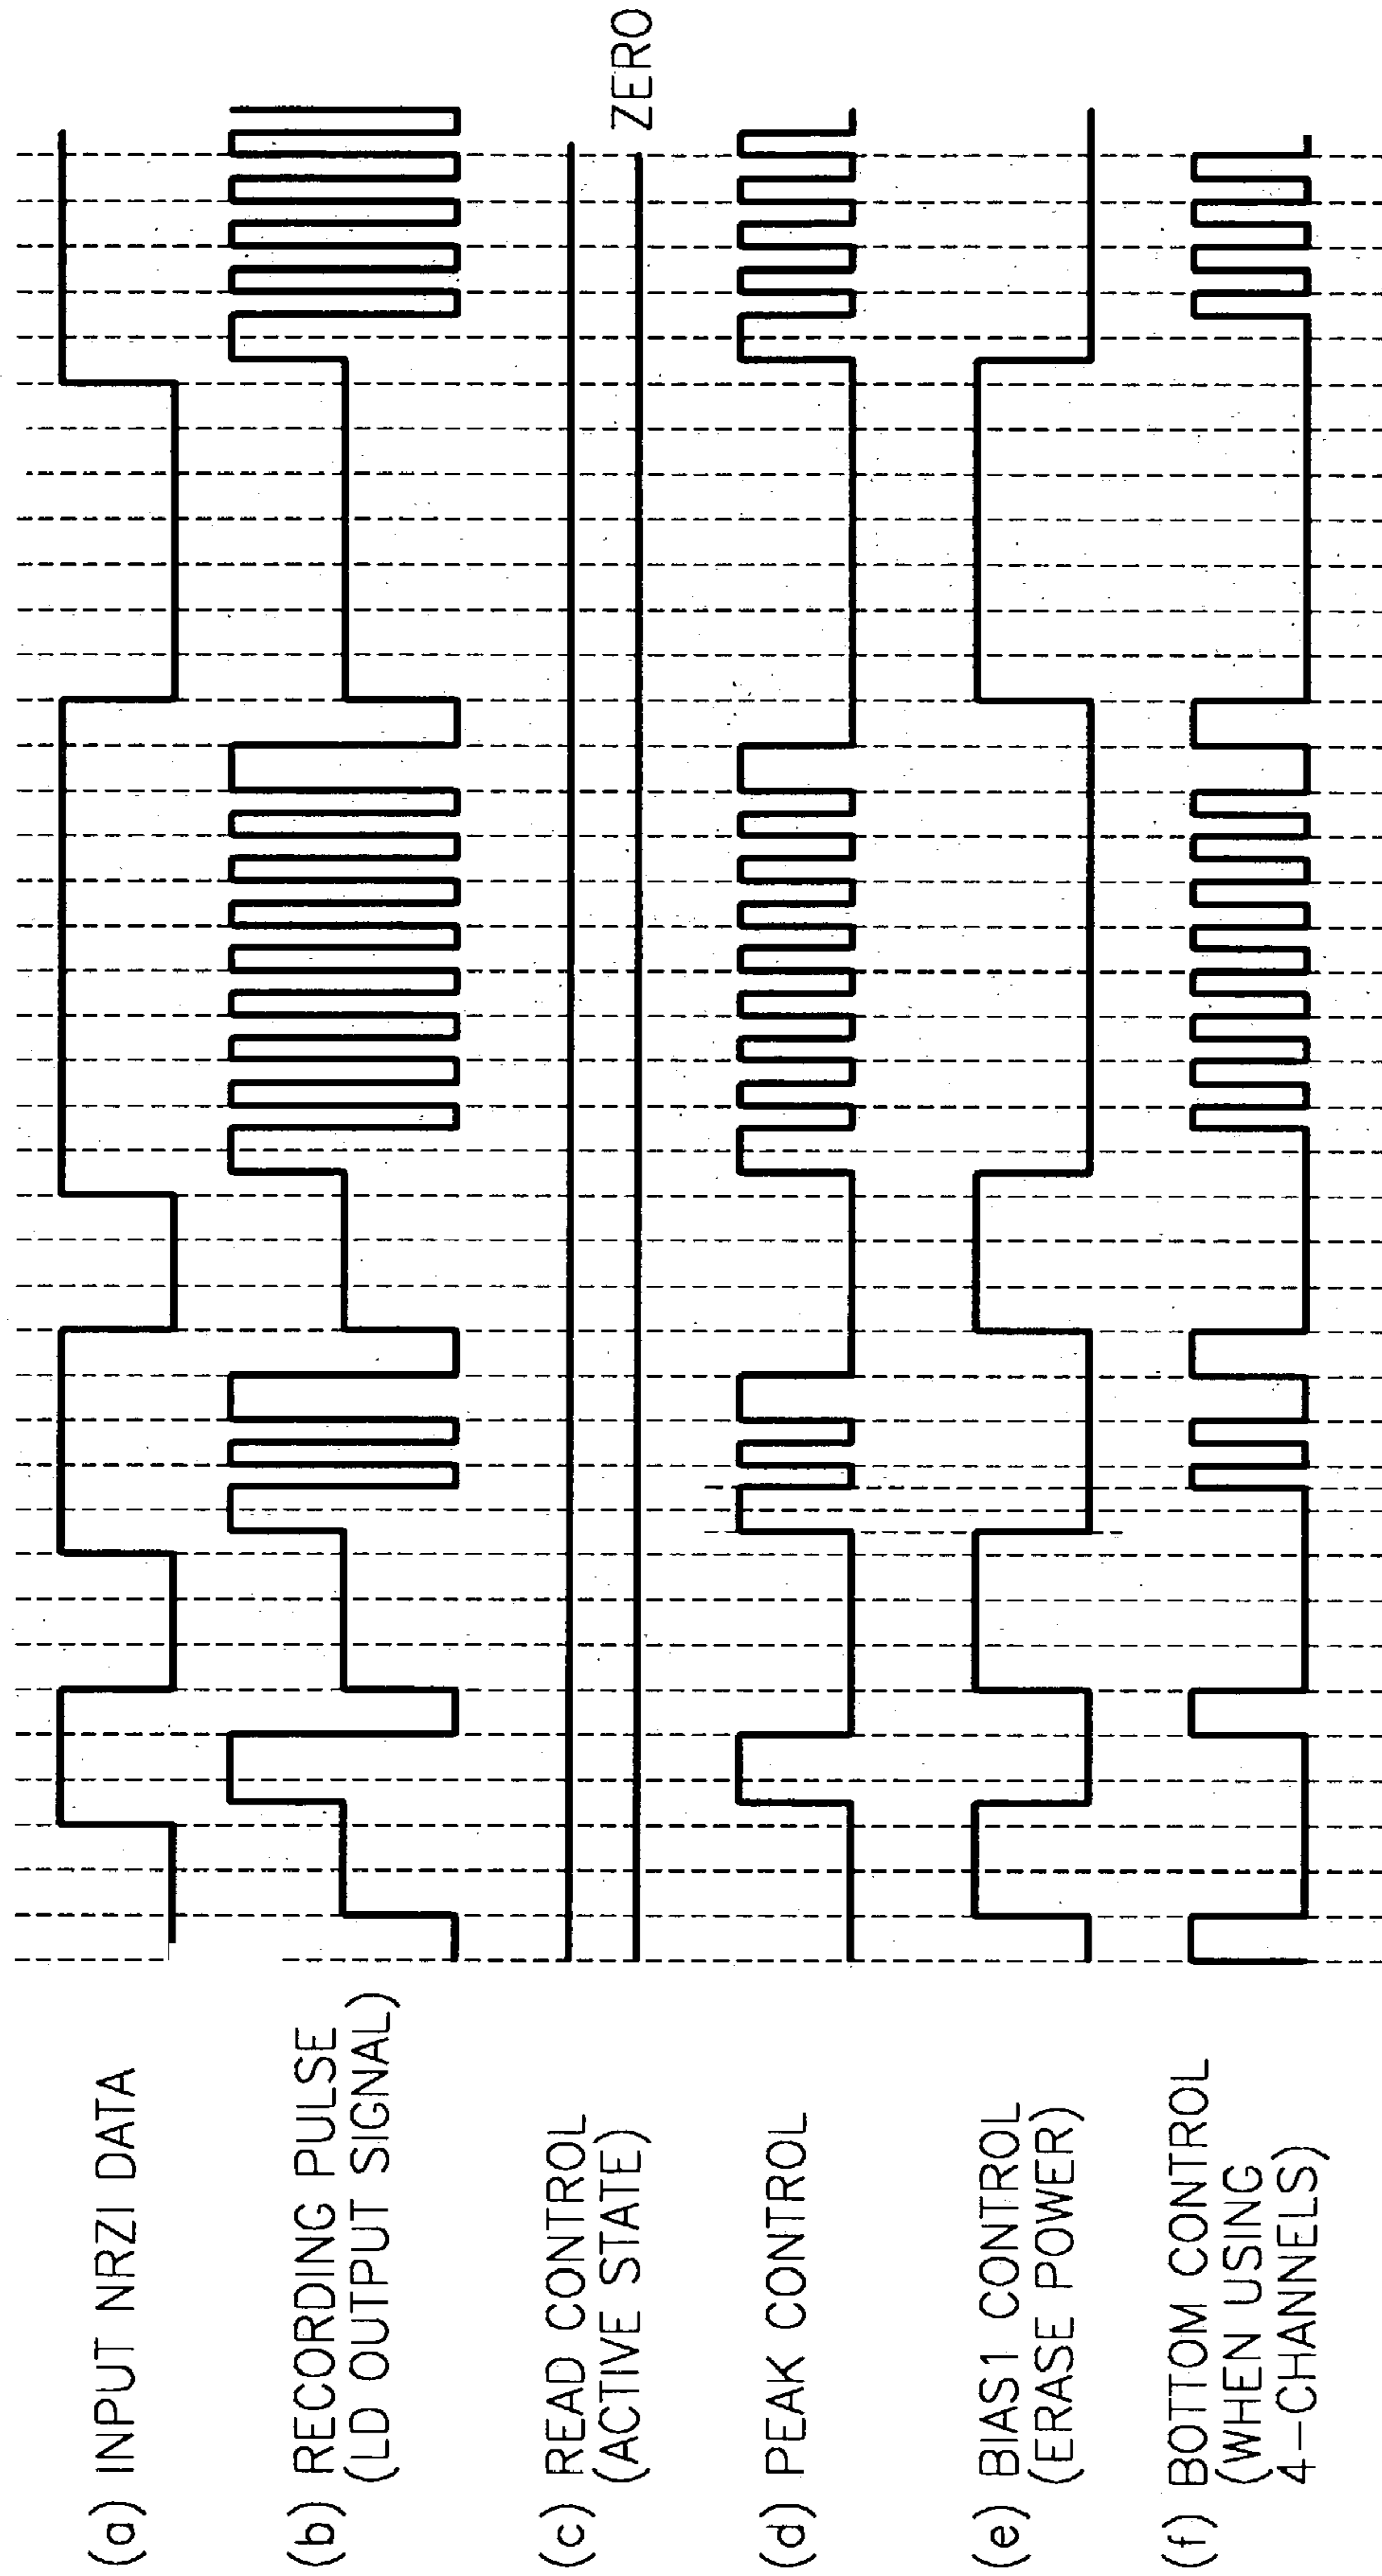 (a) INPUT NRZI DATA
(b) RECORDING PULSE
(LD OUTPUT SIGNAL)
(c) READ CONTROL
(ACTIVE STATE)
ZERO
(d) PEAK CONTROL
(e) BIAS1 CONTROL
(ERASE POWER)
(f) BOTTOM CONTROL
(WHEN USING
4-CHANNELS)